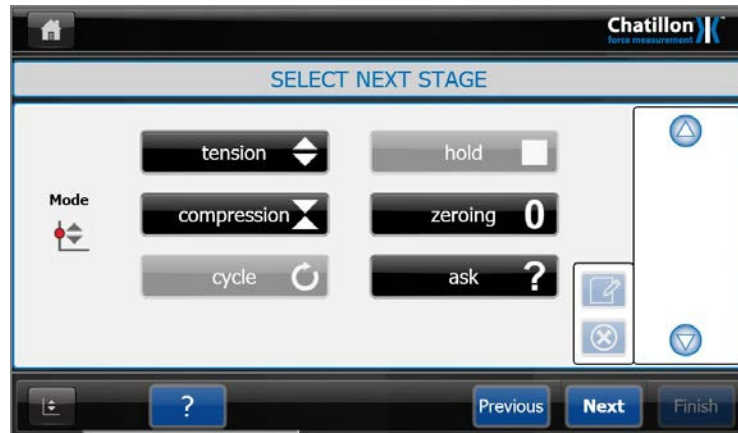 Chatillon
force measurement
SELECT NEXT STAGE
tension
hold
Mode
compression
zeroing 0
cycle
ask ?
?
Previous
Next
Finish